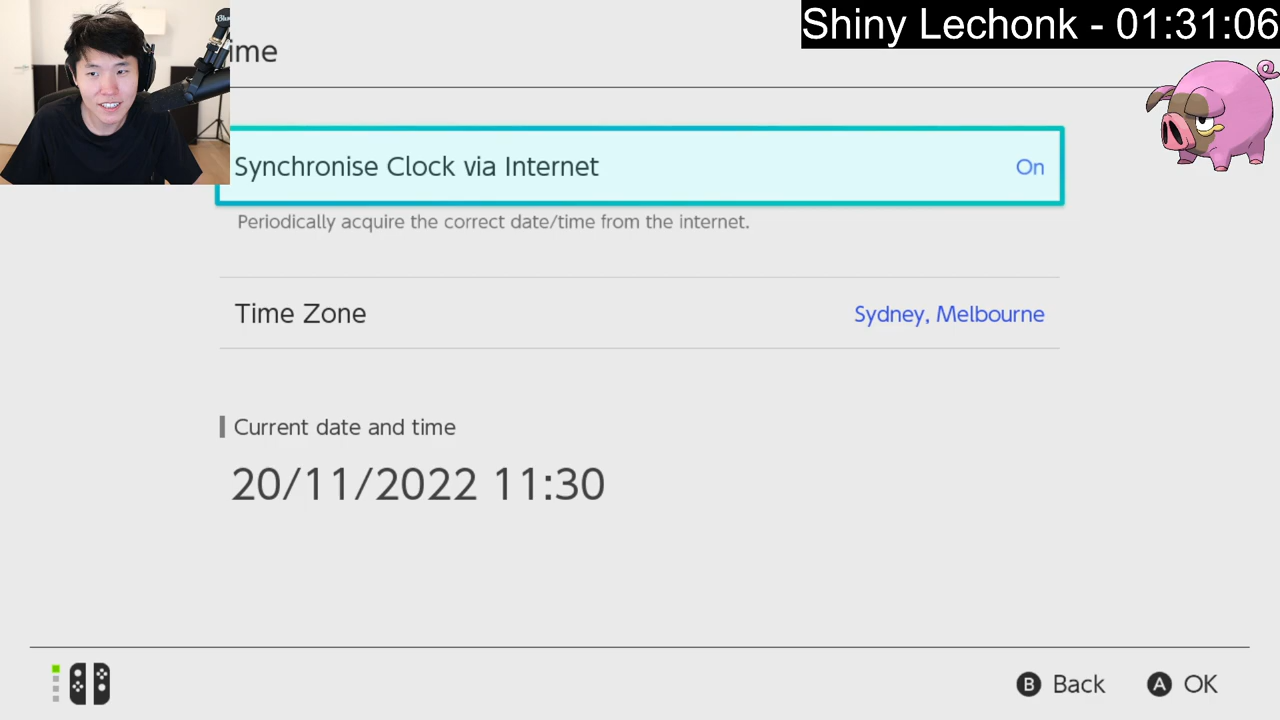 Shiny Lechonk - 01:31:06
ime
Synchronise Clock via Internet
On
Periodically acquire the correct date/time from the internet.
Time Zone
Sydney, Melbourne
Current date and time
20/11/2022 11:30
B Back
A OK